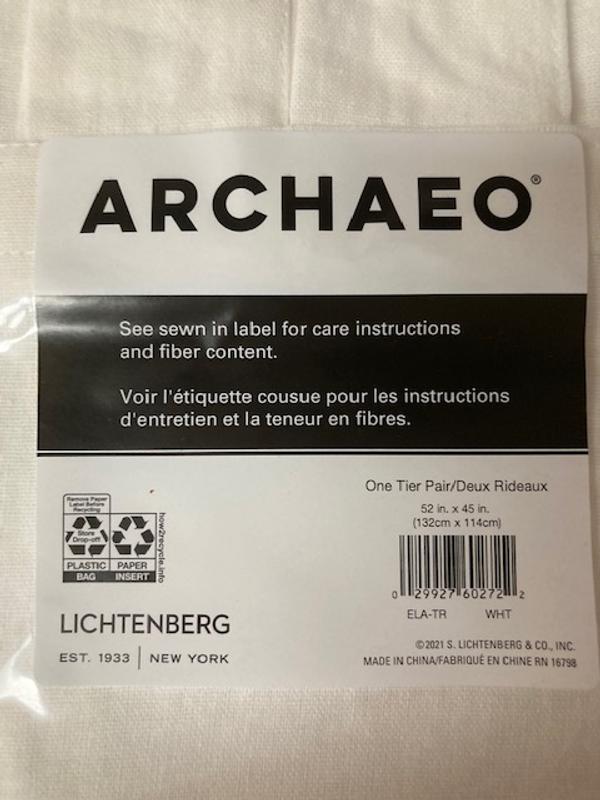 ARCHAEO®
See sewn in label for care instructions
and fiber content.
Voir l'étiquette cousue pour les instructions
d'entretien et la teneur en fibres.
Remove Paper
Label Before
Recycling
Store
Drop-off
PLASTIC
BAG
PAPER
INSERT
how2recycle.info
One Tier Pair/Deux Rideaux
52 in. x 45 in.
(132cm x 114cm)
0 29927 60272 2
ELA-TR WHT
LICHTENBERG
EST. 1933 | NEW YORK
©2021 S. LICHTENBERG & CO., INC.
MADE IN CHINA/FABRIQUÉ EN CHINE RN 16798